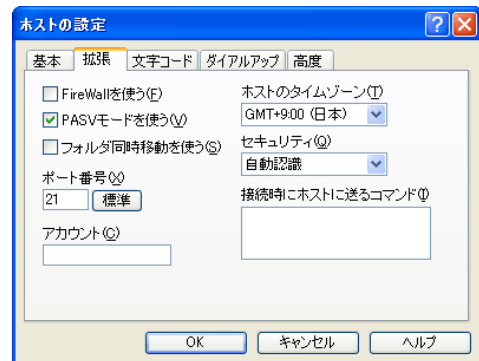 ホストの設定
基本 拡張 文字コード ダイアルアップ 高度
FireWallを使う(F)
PASVモードを使う(V)
フォルダ同時移動を使う(S)
ポート番号(X)
21 標準
アカウント(C)
ホストのタイムゾーン(T)
GMT+9:00 (日本)
セキュリティ(Q)
自動認識
接続時にホストに送るコマンド(I)
OK キャンセル ヘルプ